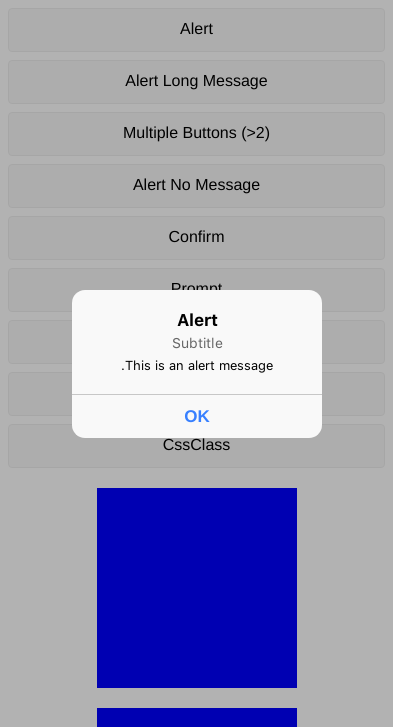 Alert
Alert Long Message
Multiple Buttons (>2)
Alert No Message
Confirm
Prompt
Alert
Subtitle
.This is an alert message
OK
CssClass